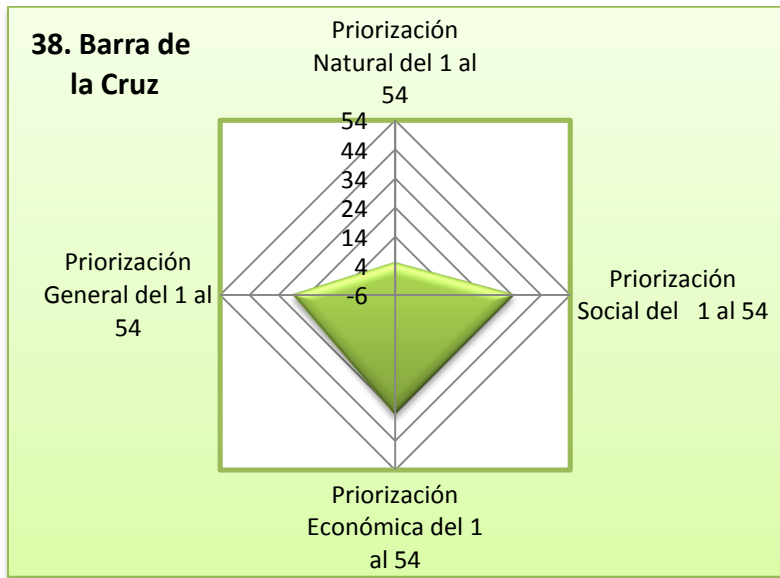 38. Barra de
la Cruz
Priorización
Natural del 1 al
54
54
44
34
24
14
4
-6
Priorización
General del 1 al
54
Priorización
Social del   1 al 54
Priorización
Económica del 1
al 54